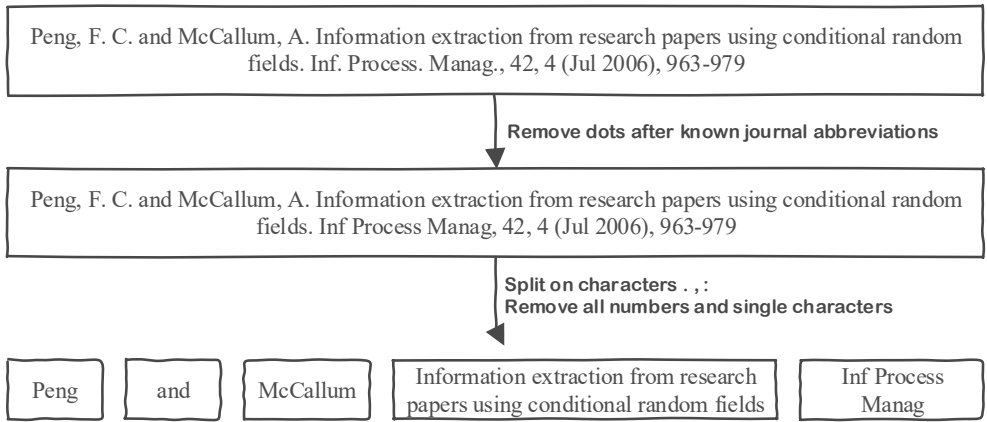 Peng, F. C. and McCallum, A. Information extraction from research papers using conditional random
fields. Inf. Process. Manag., 42, 4 (Jul 2006), 963-979
Remove dots after known journal abbreviations
Peng, F. C. and McCallum, A. Information extraction from research papers using conditional random
fields. Inf Process Manag, 42, 4 (Jul 2006), 963-979
Split on characters . , :
Remove all numbers and single characters
Peng
and
McCallum
Information extraction from research
papers using conditional random fields
Inf Process
Manag